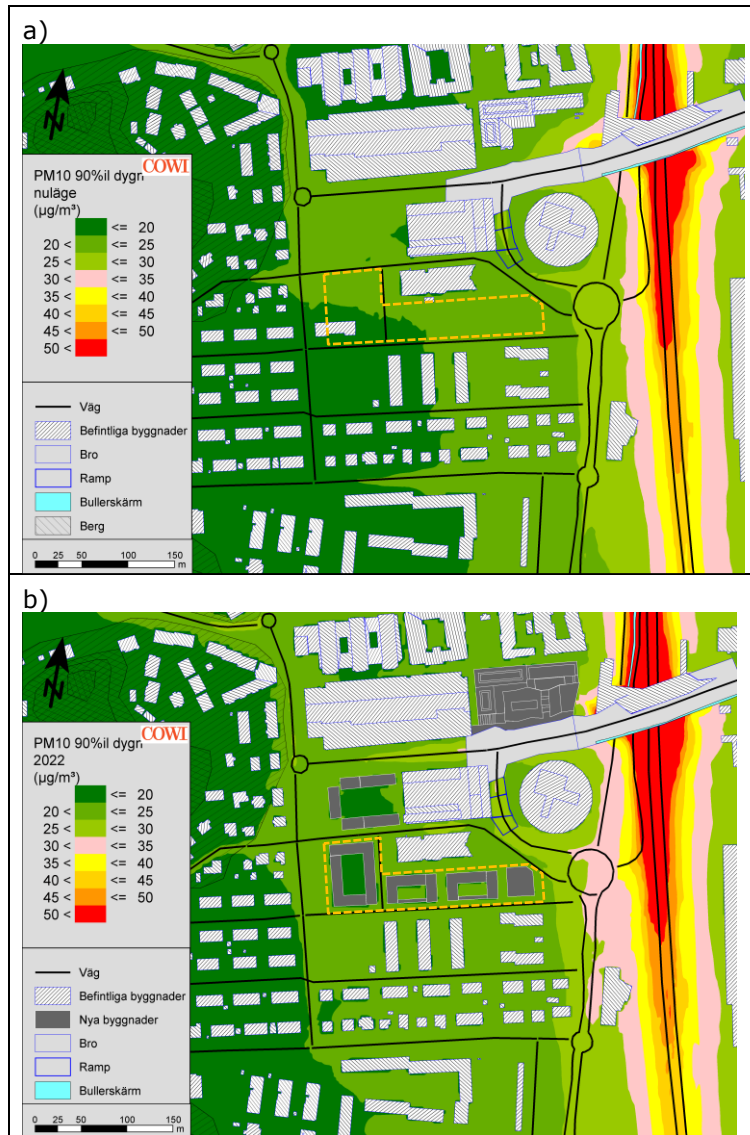 a)
N
COWI
PM10 90%il dygn
nuläge
(µg/m³)
<= 20
20 < <= 25
25 < <= 30
30 < <= 35
35 < <= 40
40 < <= 45
45 < <= 50
50 <
Väg
Befintliga byggnader
Bro
Ramp
Bullerskärm
Berg
0 25 50 100 150
m
b)
N
COWI
PM10 90%il dygn
2022
(µg/m³)
<= 20
20 < <= 25
25 < <= 30
30 < <= 35
35 < <= 40
40 < <= 45
45 < <= 50
50 <
Väg
Befintliga byggnader
Nya byggnader
Bro
Ramp
Bullerskärm
0 25 50 100 150
m